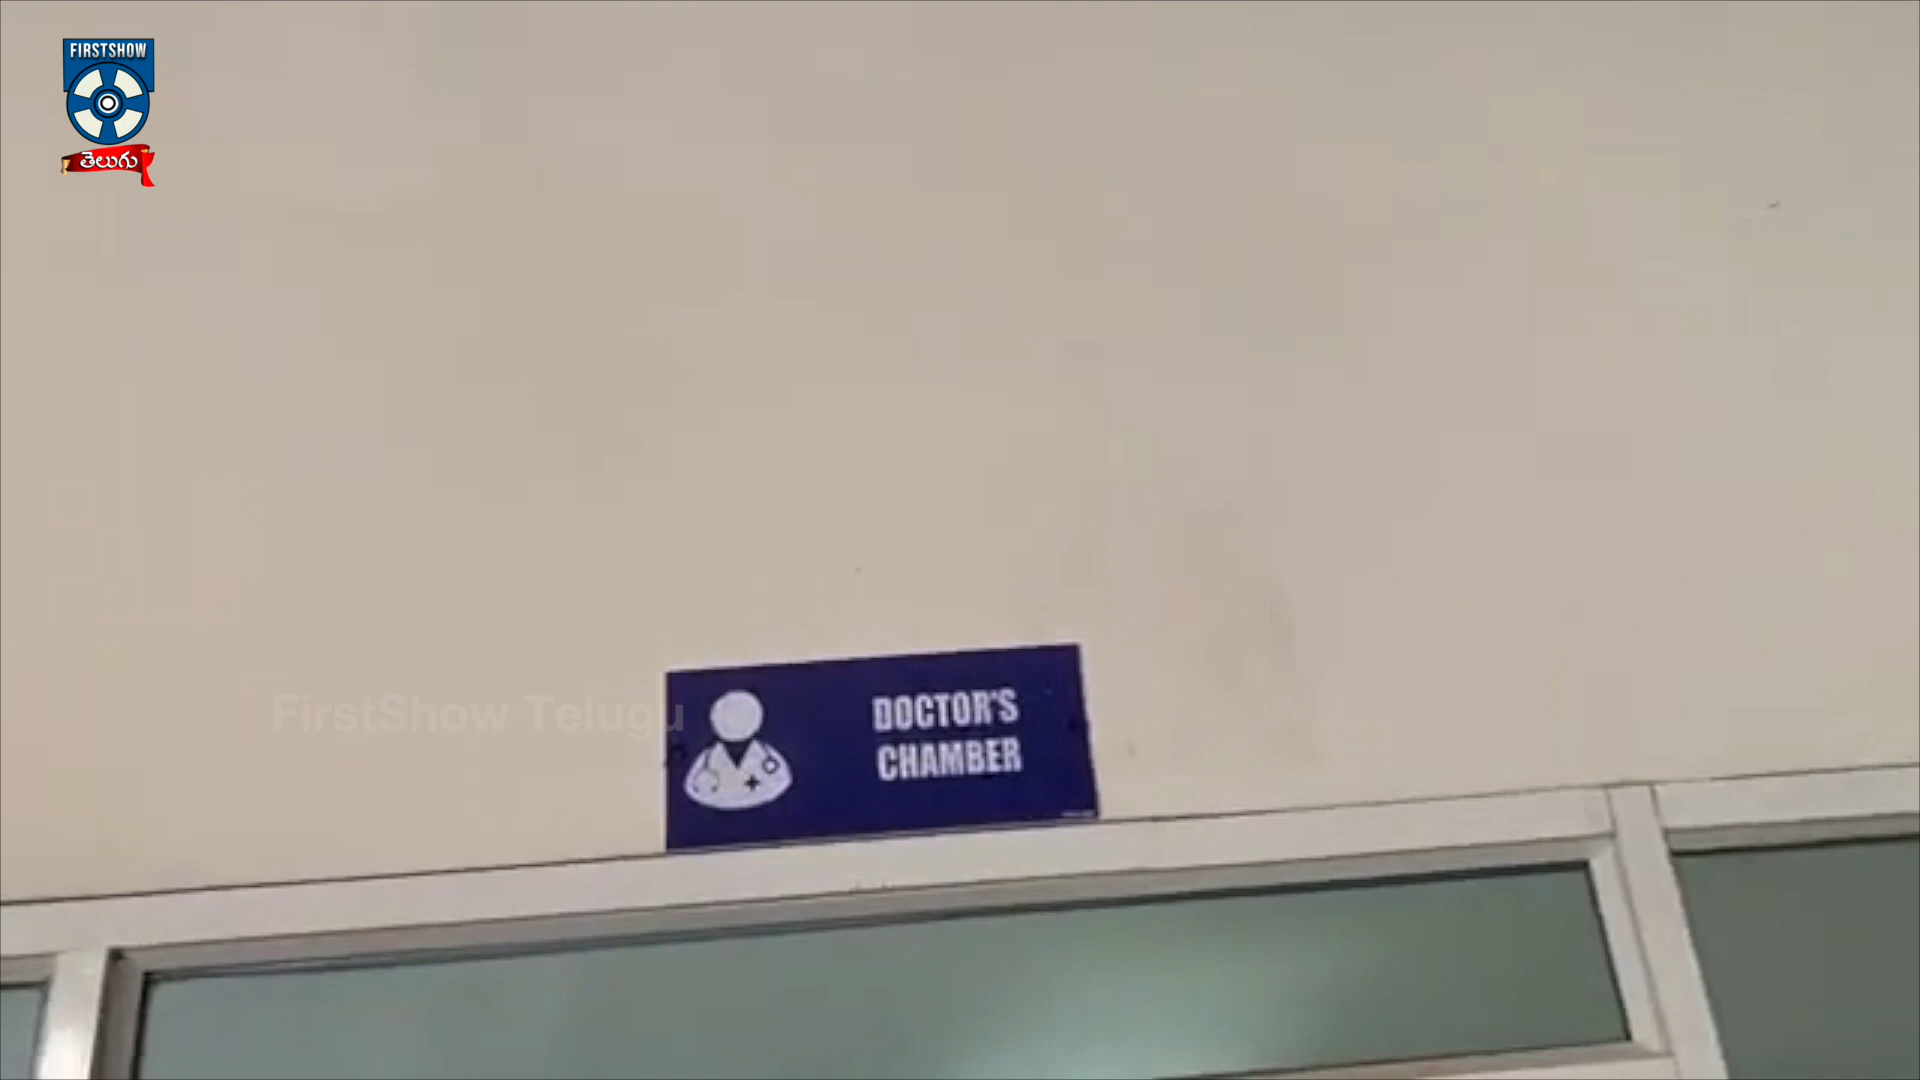 FIRSTSHOW
తెలుగు
FirstShow Telugu
DOCTOR'S
CHAMBER